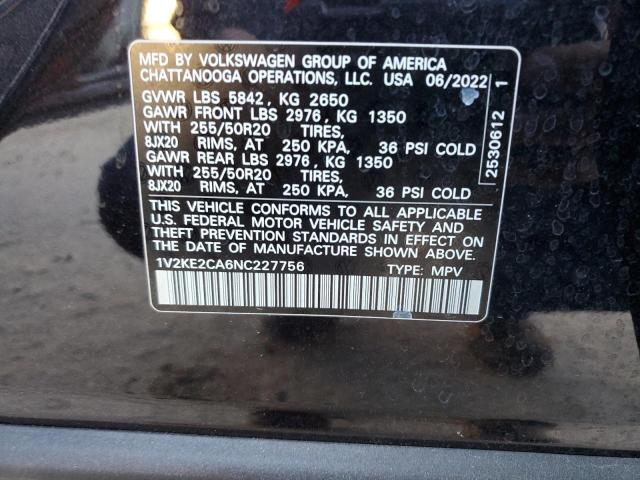 MFD BY VOLKSWAGEN GROUP OF AMERICA
CHATTANOOGA OPERATIONS, LLC. USA 06/2022
GVWR LBS 5842, KG 2650
GAWR FRONT LBS 2976, KG 1350
WITH 255/50R20 TIRES,
8JX20 RIMS, AT 250 KPA, 36 PSI COLD
GAWR REAR LBS 2976, KG 1350
WITH 255/50R20 TIRES,
8JX20 RIMS, AT 250 KPA, 36 PSI COLD
THIS VEHICLE CONFORMS TO ALL APPLICABLE
U.S. FEDERAL MOTOR VEHICLE SAFETY AND
THEFT PREVENTION STANDARDS IN EFFECT ON
THE DATE OF MANUFACTURE SHOWN ABOVE.
1V2KE2CA6NC227756 TYPE: MPV
2530612 1